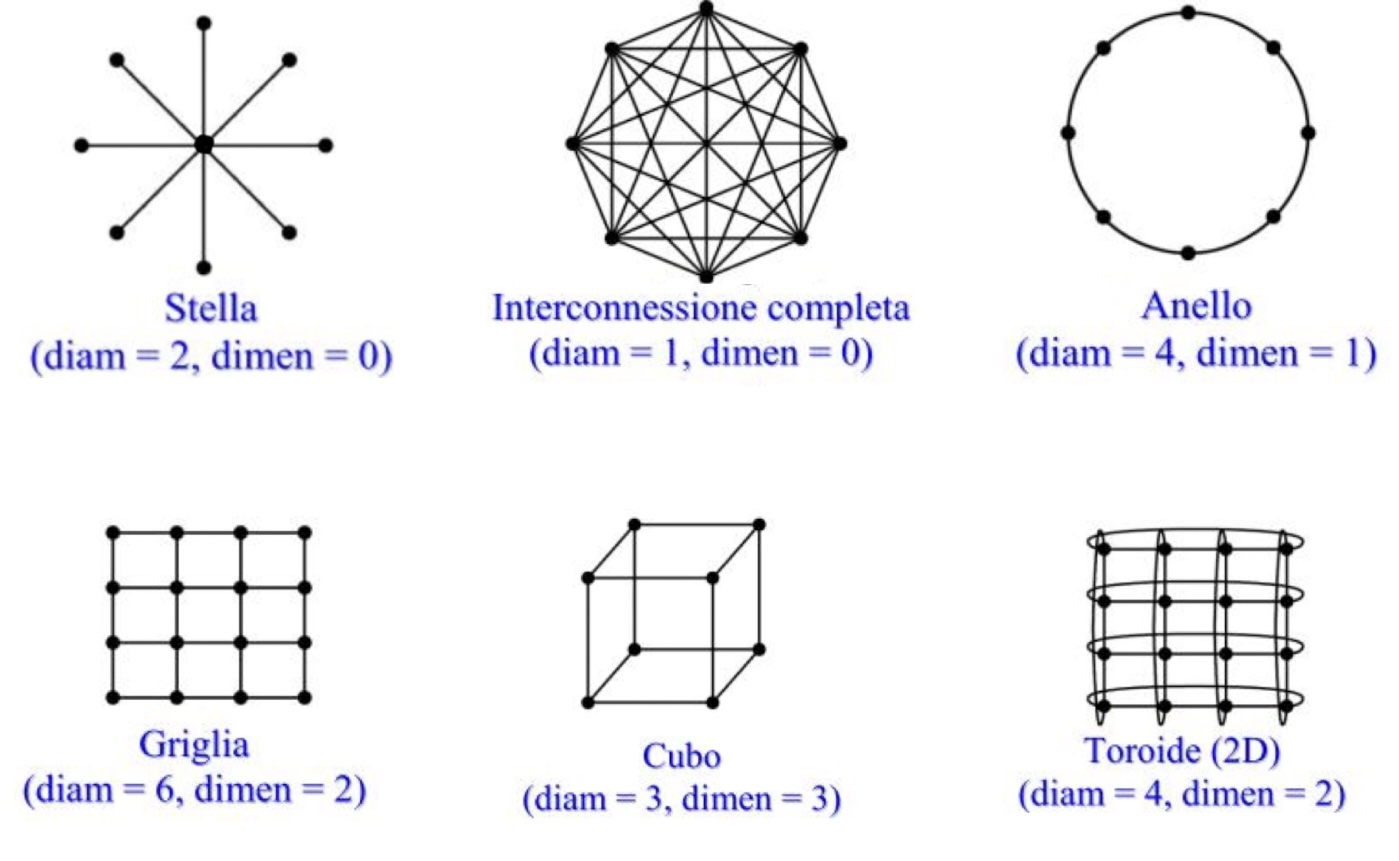 Stella
(diam = 2, dimen = 0)
Interconnessione completa
(diam = 1, dimen = 0)
Anello
(diam = 4, dimen = 1)
Griglia
(diam = 6, dimen = 2)
Cubo
(diam = 3, dimen = 3)
Toroide (2D)
(diam = 4, dimen = 2)